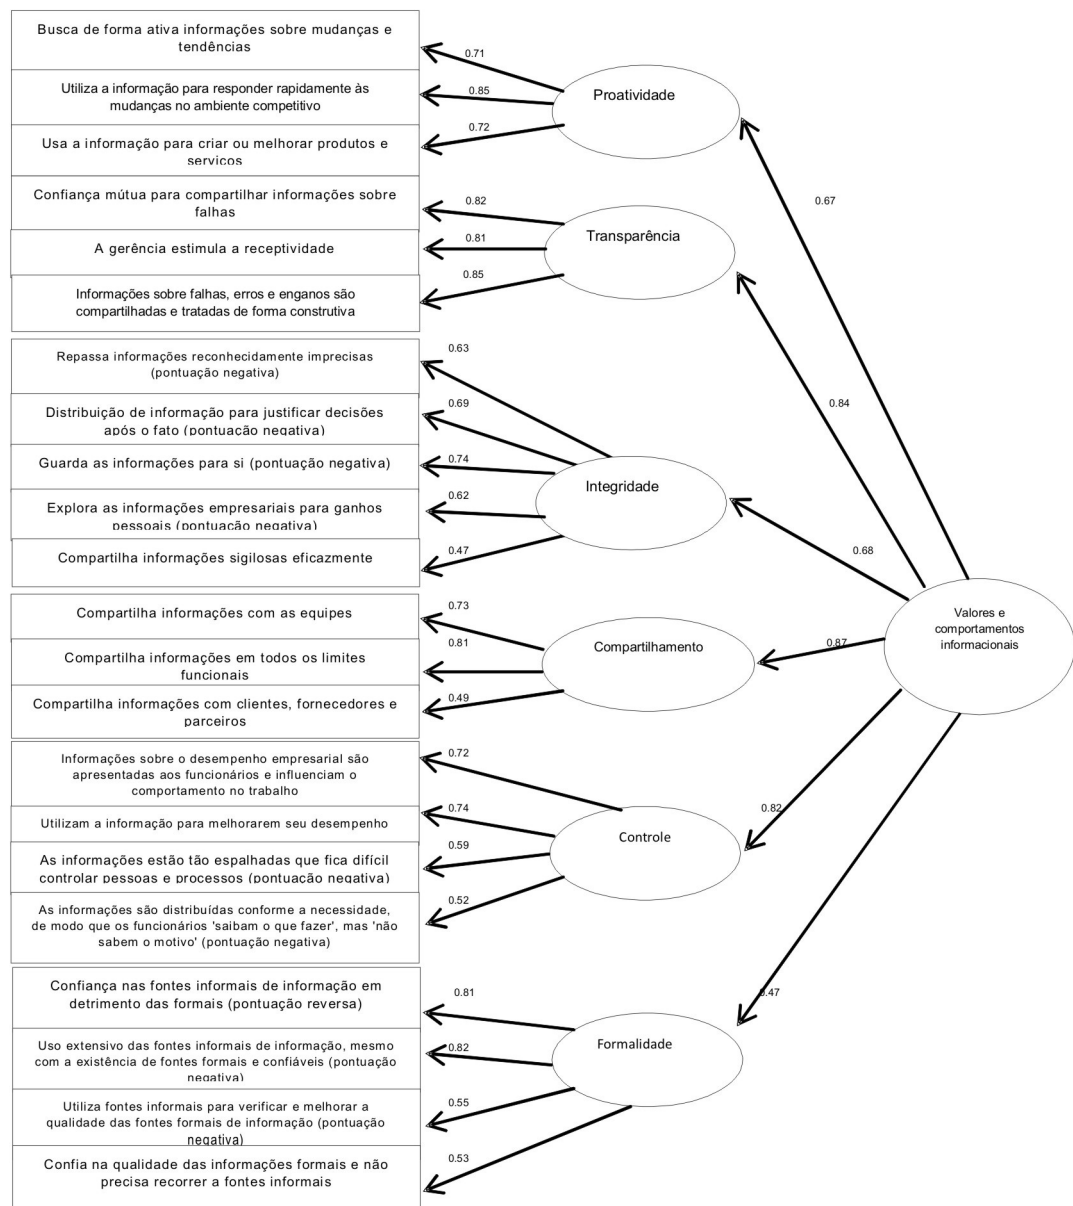 Busca de forma ativa informações sobre mudanças e
tendências
0.71
Utiliza a informação para responder rapidamente às
mudanças no ambiente competitivo
0.85
Proatividade
Usa a informação para criar ou melhorar produtos e
serviços
0.72
0.67
Confiança mútua para compartilhar informações sobre
falhas
0.82
A gerência estimula a receptividade
0.81
Transparência
Informações sobre falhas, erros e enganos são
compartilhadas e tratadas de forma construtiva
0.85
0.84
Repassa informações reconhecidamente imprecisas
(pontuação negativa)
0.63
Distribuição de informação para justificar decisões
após o fato (pontuação negativa)
0.69
Guarda as informações para si (pontuação negativa)
0.74
Integridade
Explora as informações empresariais para ganhos
pessoais (pontuação negativa)
0.62
Compartilha informações sigilosas eficazmente
0.47
0.68
Compartilha informações com as equipes
0.73
Compartilha informações em todos os limites
funcionais
0.81
Compartilhamento
0.87
Valores e
comportamentos
informacionais
Compartilha informações com clientes, fornecedores e
parceiros
0.49
Informações sobre o desempenho empresarial são
apresentadas aos funcionários e influenciam o
comportamento no trabalho
0.72
Utilizam a informação para melhorarem seu desempenho
0.74
Controle
0.82
As informações estão tão espalhadas que fica difícil
controlar pessoas e processos (pontuação negativa)
0.59
As informações são distribuídas conforme a necessidade,
de modo que os funcionários 'saibam o que fazer', mas 'não
sabem o motivo' (pontuação negativa)
0.52
Confiança nas fontes informais de informação em
detrimento das formais (pontuação reversa)
0.81
0.47
Uso extensivo das fontes informais de informação, mesmo
com a existência de fontes formais e confiáveis (pontuação
negativa)
0.82
Formalidade
Utiliza fontes informais para verificar e melhorar a
qualidade das fontes formais de informação (pontuação
negativa)
0.55
Confia na qualidade das informações formais e não
precisa recorrer a fontes informais
0.53